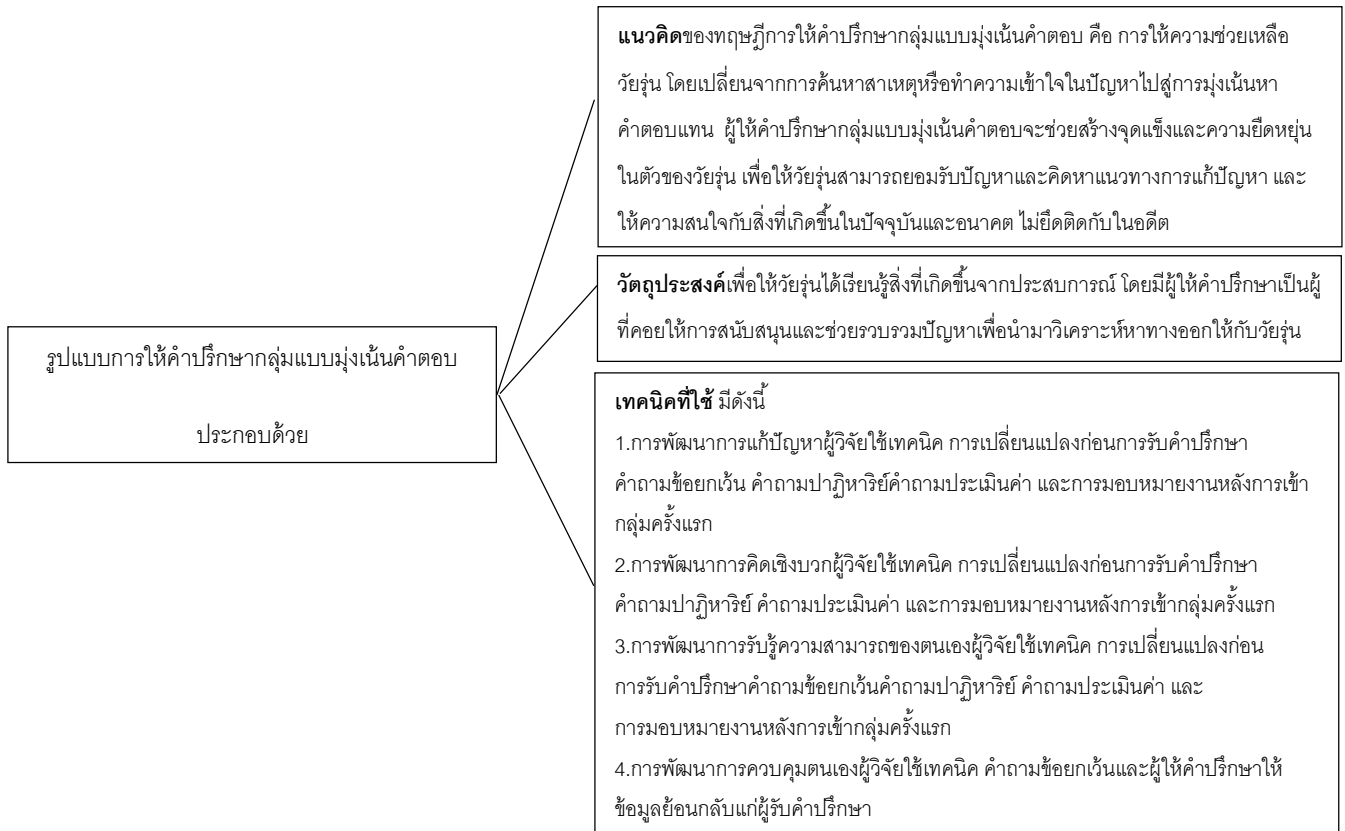 แนวคิดของทฤษฎีการให้คำปรึกษากลุ่มแบบมุ่งเน้นคำตอบ คือ การให้ความช่วยเหลือ
วัยรุ่น โดยเปลี่ยนจากการค้นหาสาเหตุหรือทำความเข้าใจในปัญหาไปสู่การมุ่งเน้นหา
คำตอบแทน ผู้ให้คำปรึกษากลุ่มแบบมุ่งเน้นคำตอบจะช่วยสร้างจุดแข็งและความยืดหยุ่น
ในตัวของวัยรุ่น เพื่อให้วัยรุ่นสามารถยอมรับปัญหาและคิดหาแนวทางการแก้ปัญหา และ
ให้ความสนใจกับสิ่งที่เกิดขึ้นในปัจจุบันและอนาคต ไม่ยึดติดกับในอดีต
วัตถุประสงค์เพื่อให้วัยรุ่นได้เรียนรู้สิ่งที่เกิดขึ้นจากประสบการณ์ โดยมีผู้ให้คำปรึกษาเป็นผู้
ที่คอยให้การสนับสนุนและช่วยรวบรวมปัญหาเพื่อนำมาวิเคราะห์หาทางออกให้กับวัยรุ่น
รูปแบบการให้คำปรึกษากลุ่มแบบมุ่งเน้นคำตอบ
ประกอบด้วย
เทคนิคที่ใช้ มีดังนี้
1.การพัฒนาการแก้ปัญหาผู้วิจัยใช้เทคนิค การเปลี่ยนแปลงก่อนการรับคำปรึกษา
คำถามข้อยกเว้น คำถามปาฏิหาริย์คำถามประเมินค่า และการมอบหมายงานหลังการเข้า
กลุ่มครั้งแรก
2.การพัฒนาการคิดเชิงบวกผู้วิจัยใช้เทคนิค การเปลี่ยนแปลงก่อนการรับคำปรึกษา
คำถามปาฏิหาริย์ คำถามประเมินค่า และการมอบหมายงานหลังการเข้ากลุ่มครั้งแรก
3.การพัฒนาการรับรู้ความสามารถของตนเองผู้วิจัยใช้เทคนิค การเปลี่ยนแปลงก่อน
การรับคำปรึกษาคำถามข้อยกเว้นคำถามปาฏิหาริย์ คำถามประเมินค่า และ
การมอบหมายงานหลังการเข้ากลุ่มครั้งแรก
4.การพัฒนาการควบคุมตนเองผู้วิจัยใช้เทคนิค คำถามข้อยกเว้นและผู้ให้คำปรึกษาให้
ข้อมูลย้อนกลับแก่ผู้รับคำปรึกษา